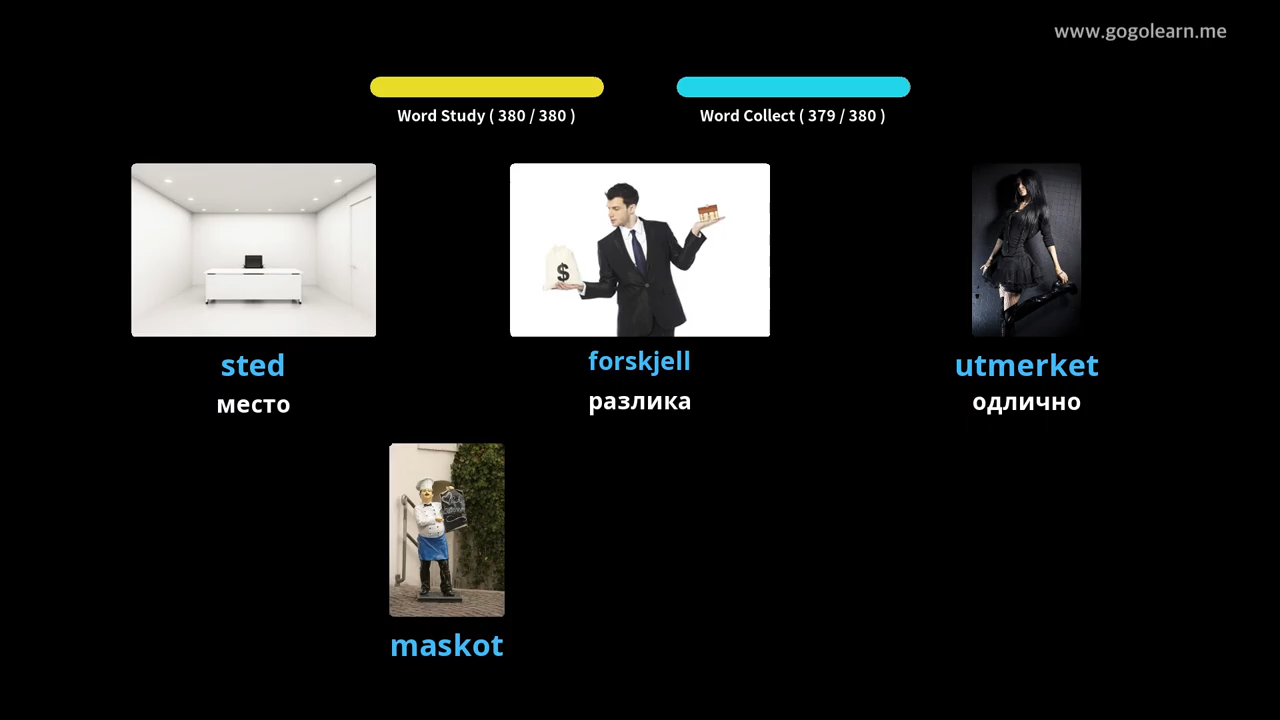 www.gogolearn.me
Word Study ( 380 / 380 )
Word Collect ( 379 / 380 )
sted
место
forskjell
разлика
utmerket
одлично
maskot